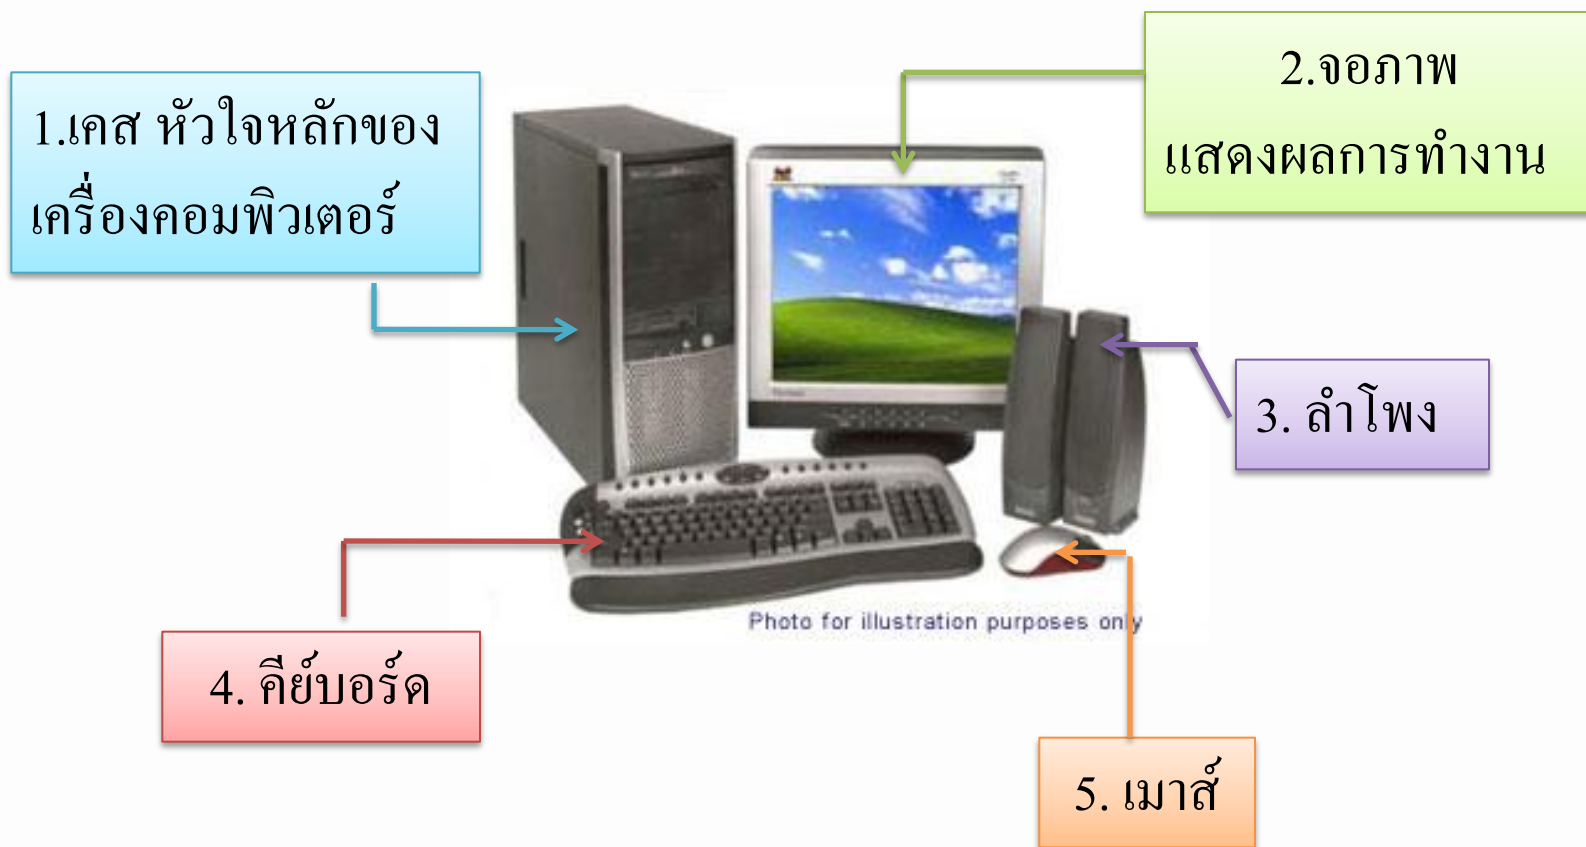 1.เคส หัวใจหลักของ
เครื่องคอมพิวเตอร์
2.จอภาพ
แสดงผลการทำงาน
3. ลำโพง
4. คีย์บอร์ด
Photo for illustration purposes only
5. เมาส์